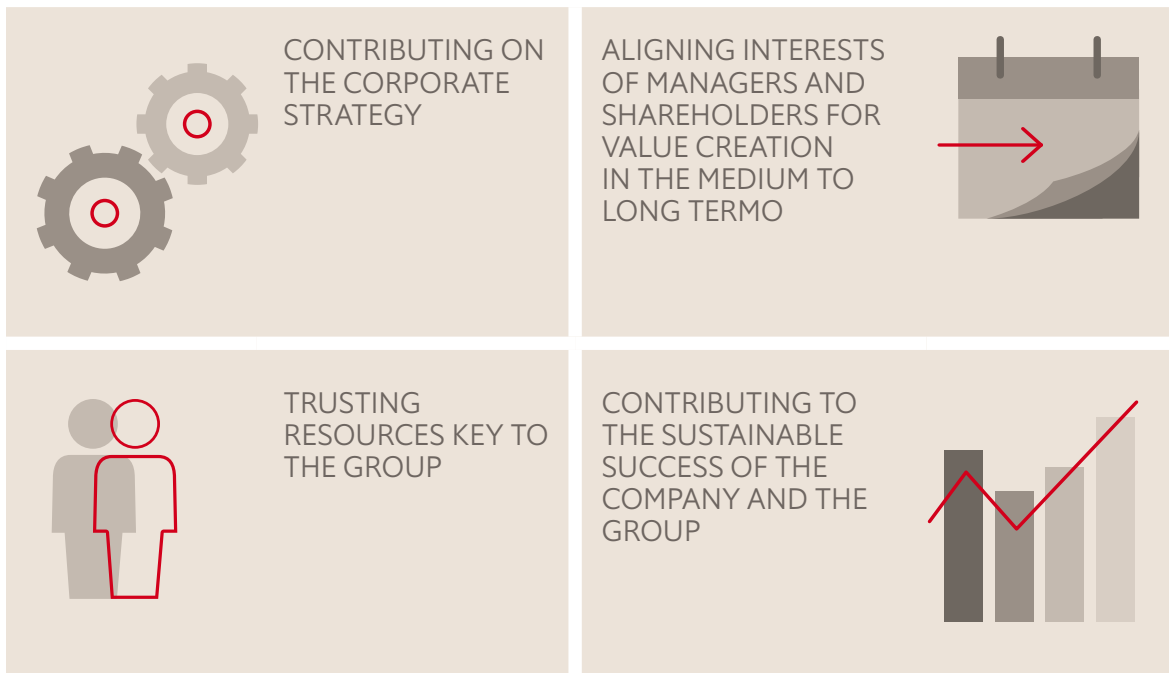 CONTRIBUTING ON
THE CORPORATE
STRATEGY
ALIGNING INTERESTS
OF MANAGERS AND
SHAREHOLDERS FOR
VALUE CREATION
IN THE MEDIUM TO
LONG TERMO
TRUSTING
RESOURCES KEY TO
THE GROUP
CONTRIBUTING TO
THE SUSTAINABLE
SUCCESS OF THE
COMPANY AND THE
GROUP